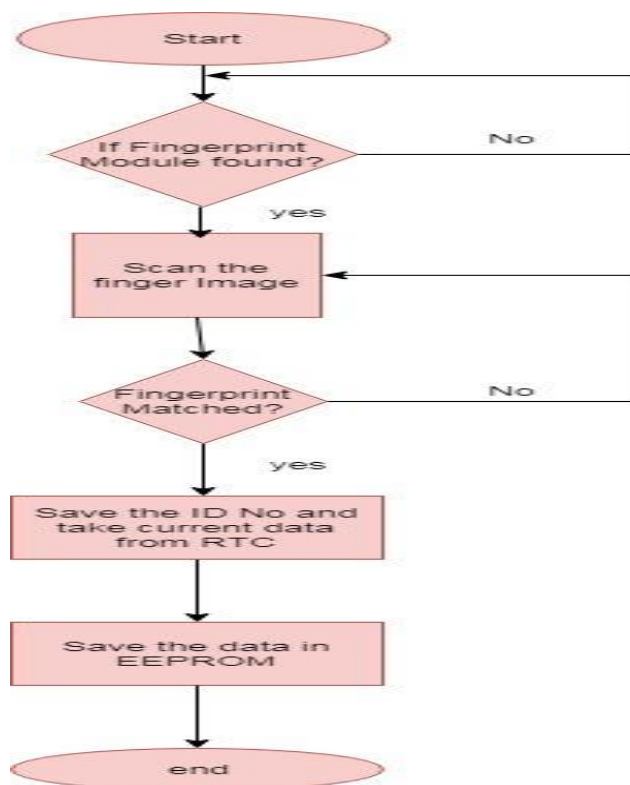 Start
If Fingerprint
Module found?
No
yes
Scan the
finger Image
Fingerprint
Matched?
No
yes
Save the ID No and
take current data
from RTC
Save the data in
EEPROM
end